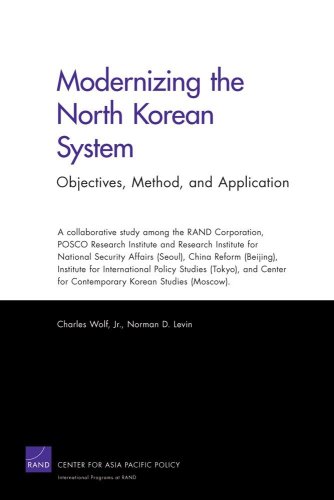 Modernizing the
North Korean
System
Objectives, Method, and Application
A collaborative study among the RAND Corporation,
POSCO Research Institute and Research Institute for
National Security Affairs (Seoul), China Reform (Beijing),
Institute for International Policy Studies (Tokyo), and Center
for Contemporary Korean Studies (Moscow).
Charles Wolf, Jr., Norman D. Levin
RAND
CENTER FOR ASIA PACIFIC POLICY
International Programs at RAND